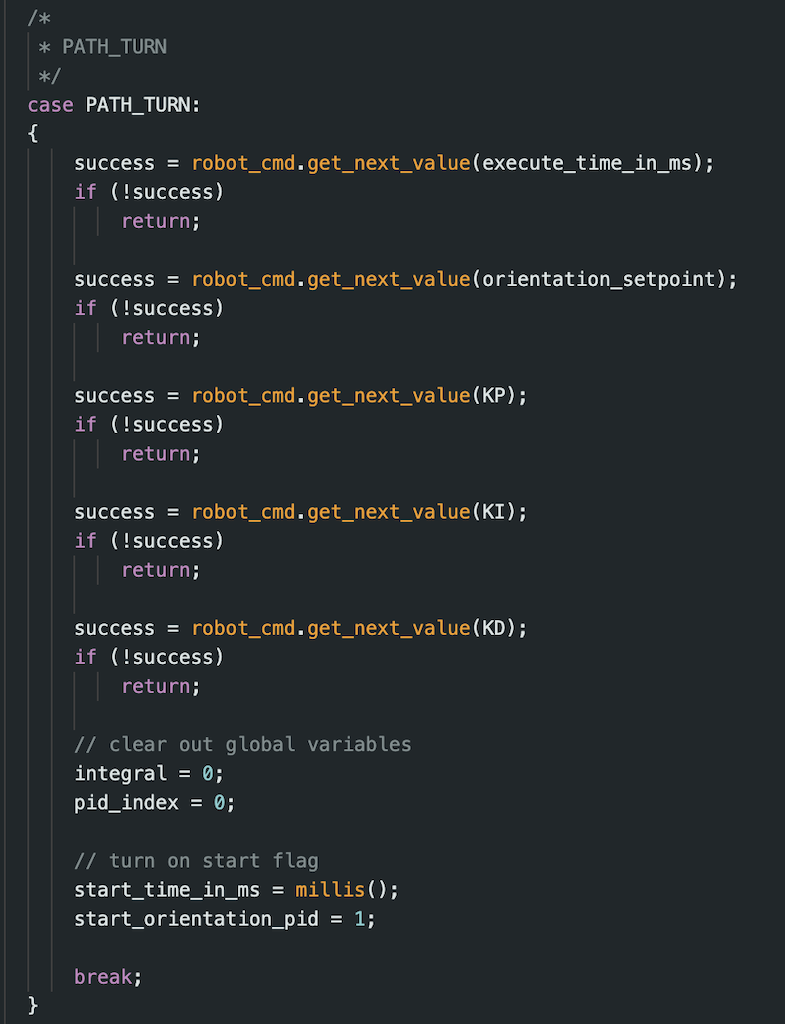 /*
 * PATH_TURN
 */
case PATH_TURN:
{
    success = robot_cmd.get_next_value(execute_time_in_ms);
    if (!success)
        return;

    success = robot_cmd.get_next_value(orientation_setpoint);
    if (!success)
        return;

    success = robot_cmd.get_next_value(KP);
    if (!success)
        return;

    success = robot_cmd.get_next_value(KI);
    if (!success)
        return;

    success = robot_cmd.get_next_value(KD);
    if (!success)
        return;

    // clear out global variables
    integral = 0;
    pid_index = 0;

    // turn on start flag
    start_time_in_ms = millis();
    start_orientation_pid = 1;

    break;
}